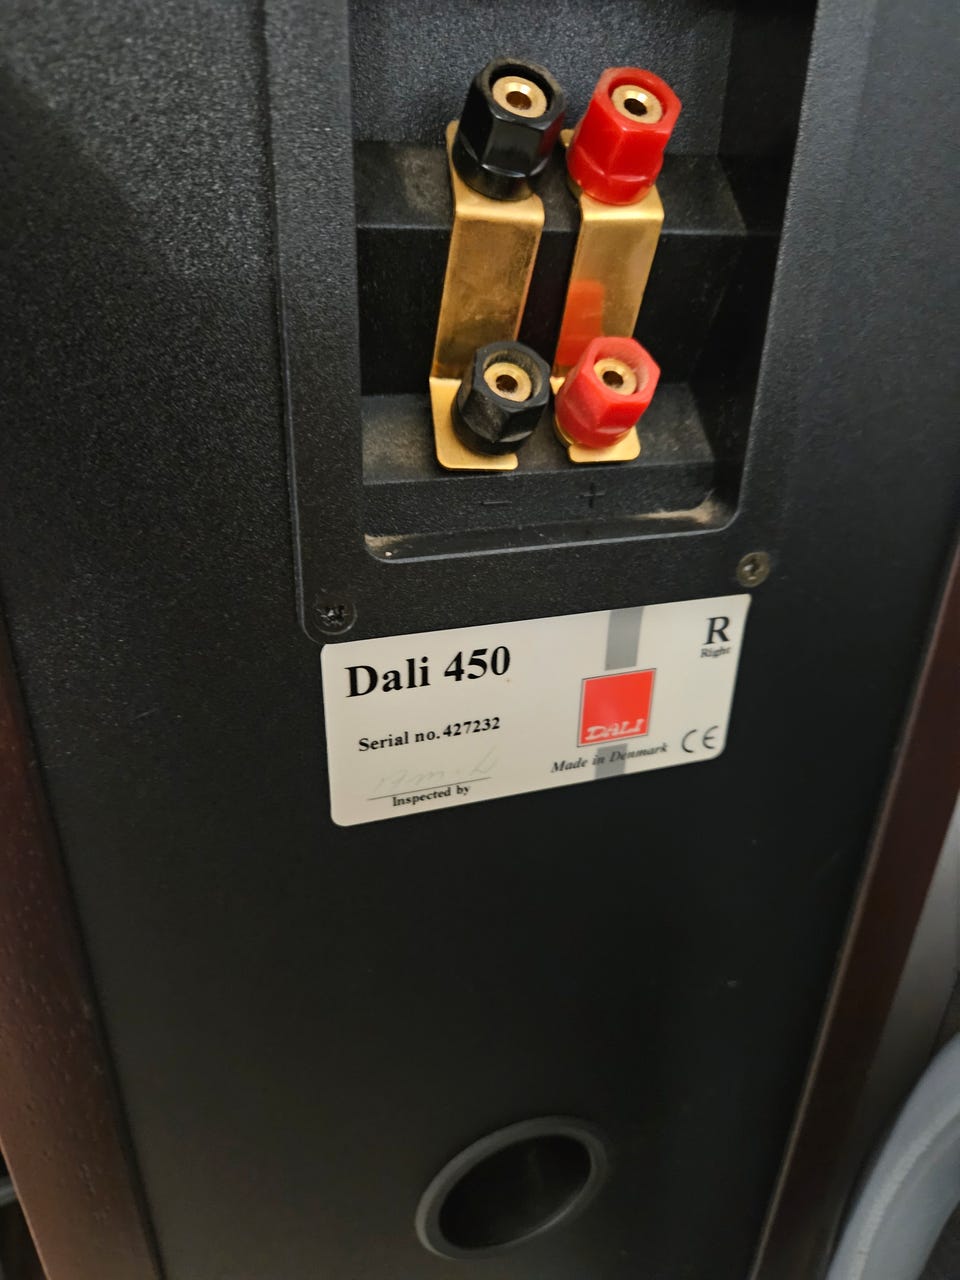 - +
Dali 450
R
Right
Serial no. 427232
DALI
Made in Denmark
CE
Inspected by